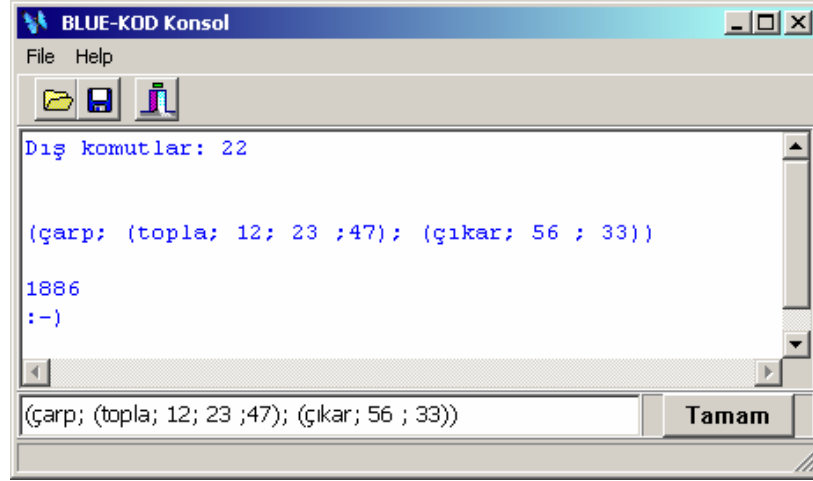 BLUE-KOD Konsol
File Help
Dış komutlar: 22
(çarp; (topla; 12; 23 ;47); (çıkar; 56 ; 33))
1886
:-)
(çarp; (topla; 12; 23 ;47); (çıkar; 56 ; 33))
Tamam